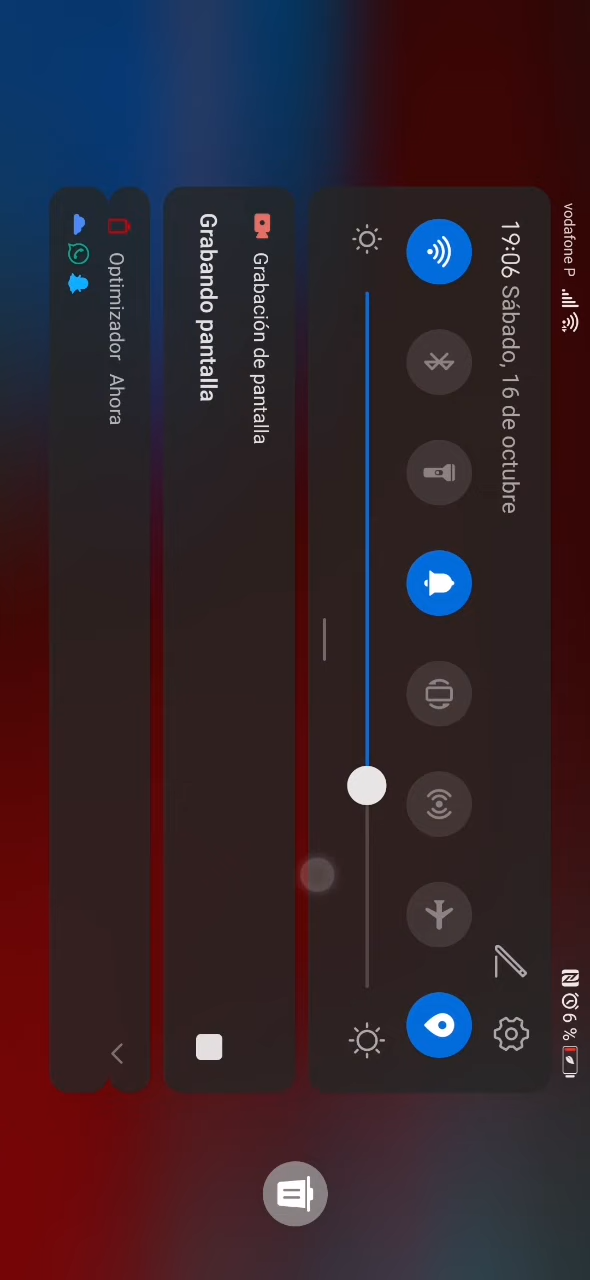 vodafone P
6 %
19:06 Sábado, 16 de octubre
Grabación de pantalla
Grabando pantalla
Optimizador Ahora